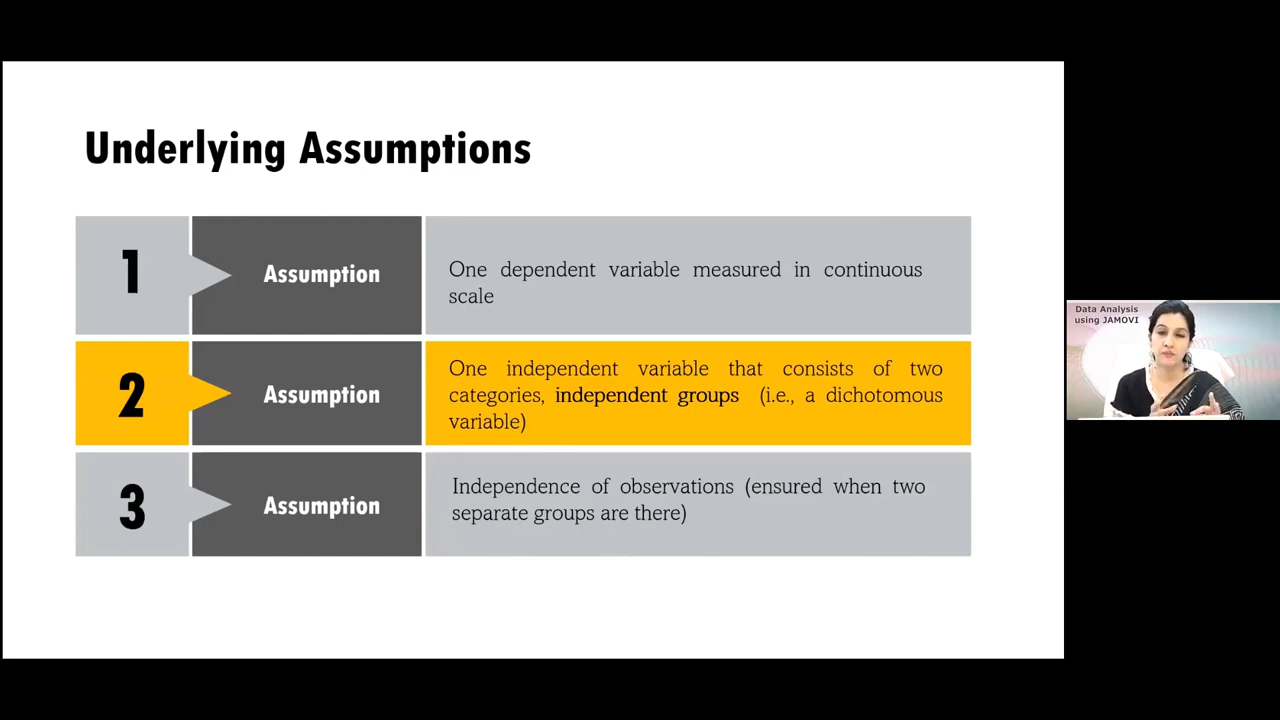 Underlying Assumptions
1
Assumption
One dependent variable measured in continuous
scale
2
Assumption
One independent variable that consists of two
categories, independent groups (i.e., a dichotomous
variable)
3
Assumption
Independence of observations (ensured when two
separate groups are there)
Data Analysis
using JAMOVI